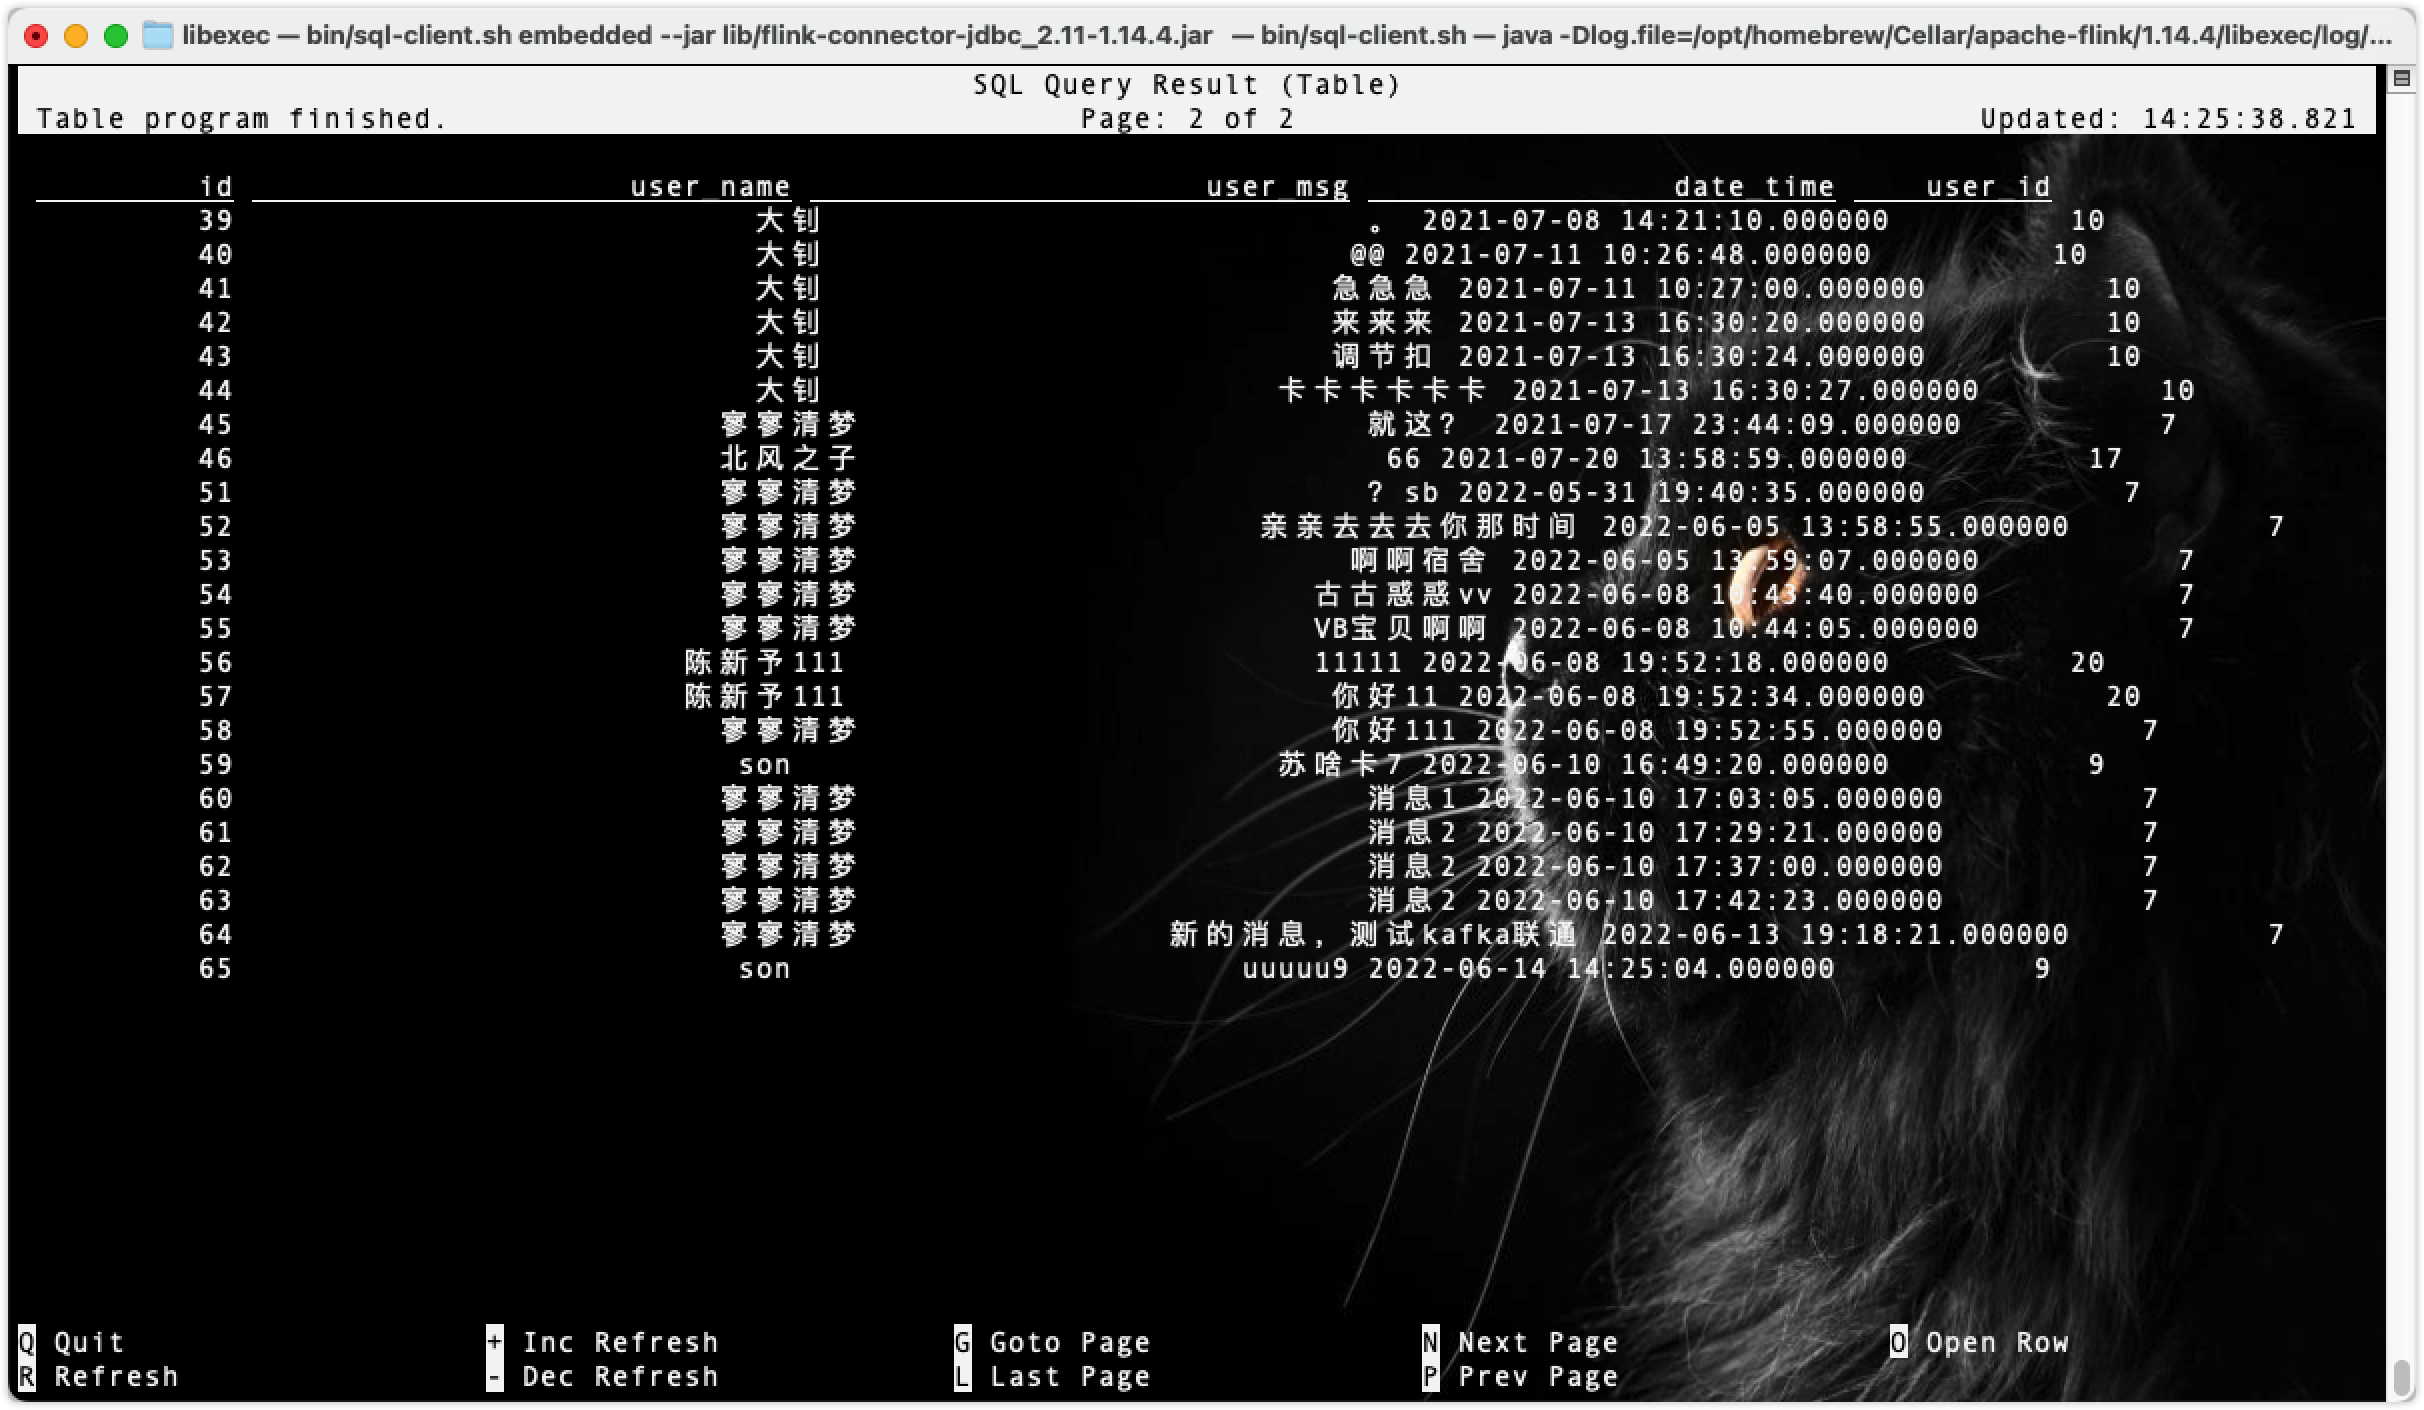 libexec — bin/sql-client.sh embedded --jar lib/flink-connector-jdbc_2.11-1.14.4.jar — bin/sql-client.sh — java -Dlog.file=/opt/homebrew/Cellar/apache-flink/1.14.4/libexec/log/...
SQL Query Result (Table)
Table program finished. Page: 2 of 2 Updated: 14:25:38.821
id user_name user_msg date_time user_id
39 大钊 。 2021-07-08 14:21:10.000000 10
40 大钊 @@ 2021-07-11 10:26:48.000000 10
41 大钊 急急急 2021-07-11 10:27:00.000000 10
42 大钊 来来来 2021-07-13 16:30:20.000000 10
43 大钊 调节扣 2021-07-13 16:30:24.000000 10
44 大钊 卡卡卡卡卡卡 2021-07-13 16:30:27.000000 10
45 寥寥清梦 就这？ 2021-07-17 23:44:09.000000 7
46 北风之子 66 2021-07-20 13:58:59.000000 17
51 寥寥清梦 ？sb 2022-05-31 19:40:35.000000 7
52 寥寥清梦 亲亲去去去你那时间 2022-06-05 13:58:55.000000 7
53 寥寥清梦 啊啊宿舍 2022-06-05 13:59:07.000000 7
54 寥寥清梦 古古惑惑vv 2022-06-08 10:43:40.000000 7
55 寥寥清梦 VB宝贝啊啊 2022-06-08 10:44:05.000000 7
56 陈新予111 11111 2022-06-08 19:52:18.000000 20
57 陈新予111 你好11 2022-06-08 19:52:34.000000 20
58 寥寥清梦 你好111 2022-06-08 19:52:55.000000 7
59 son 苏啥卡7 2022-06-10 16:49:20.000000 9
60 寥寥清梦 消息1 2022-06-10 17:03:05.000000 7
61 寥寥清梦 消息2 2022-06-10 17:29:21.000000 7
62 寥寥清梦 消息2 2022-06-10 17:37:00.000000 7
63 寥寥清梦 消息2 2022-06-10 17:42:23.000000 7
64 寥寥清梦 新的消息，测试kafka联通 2022-06-13 19:18:21.000000 7
65 son uuuuu9 2022-06-14 14:25:04.000000 9
Q Quit + Inc Refresh G Goto Page N Next Page O Open Row
R Refresh - Dec Refresh L Last Page P Prev Page